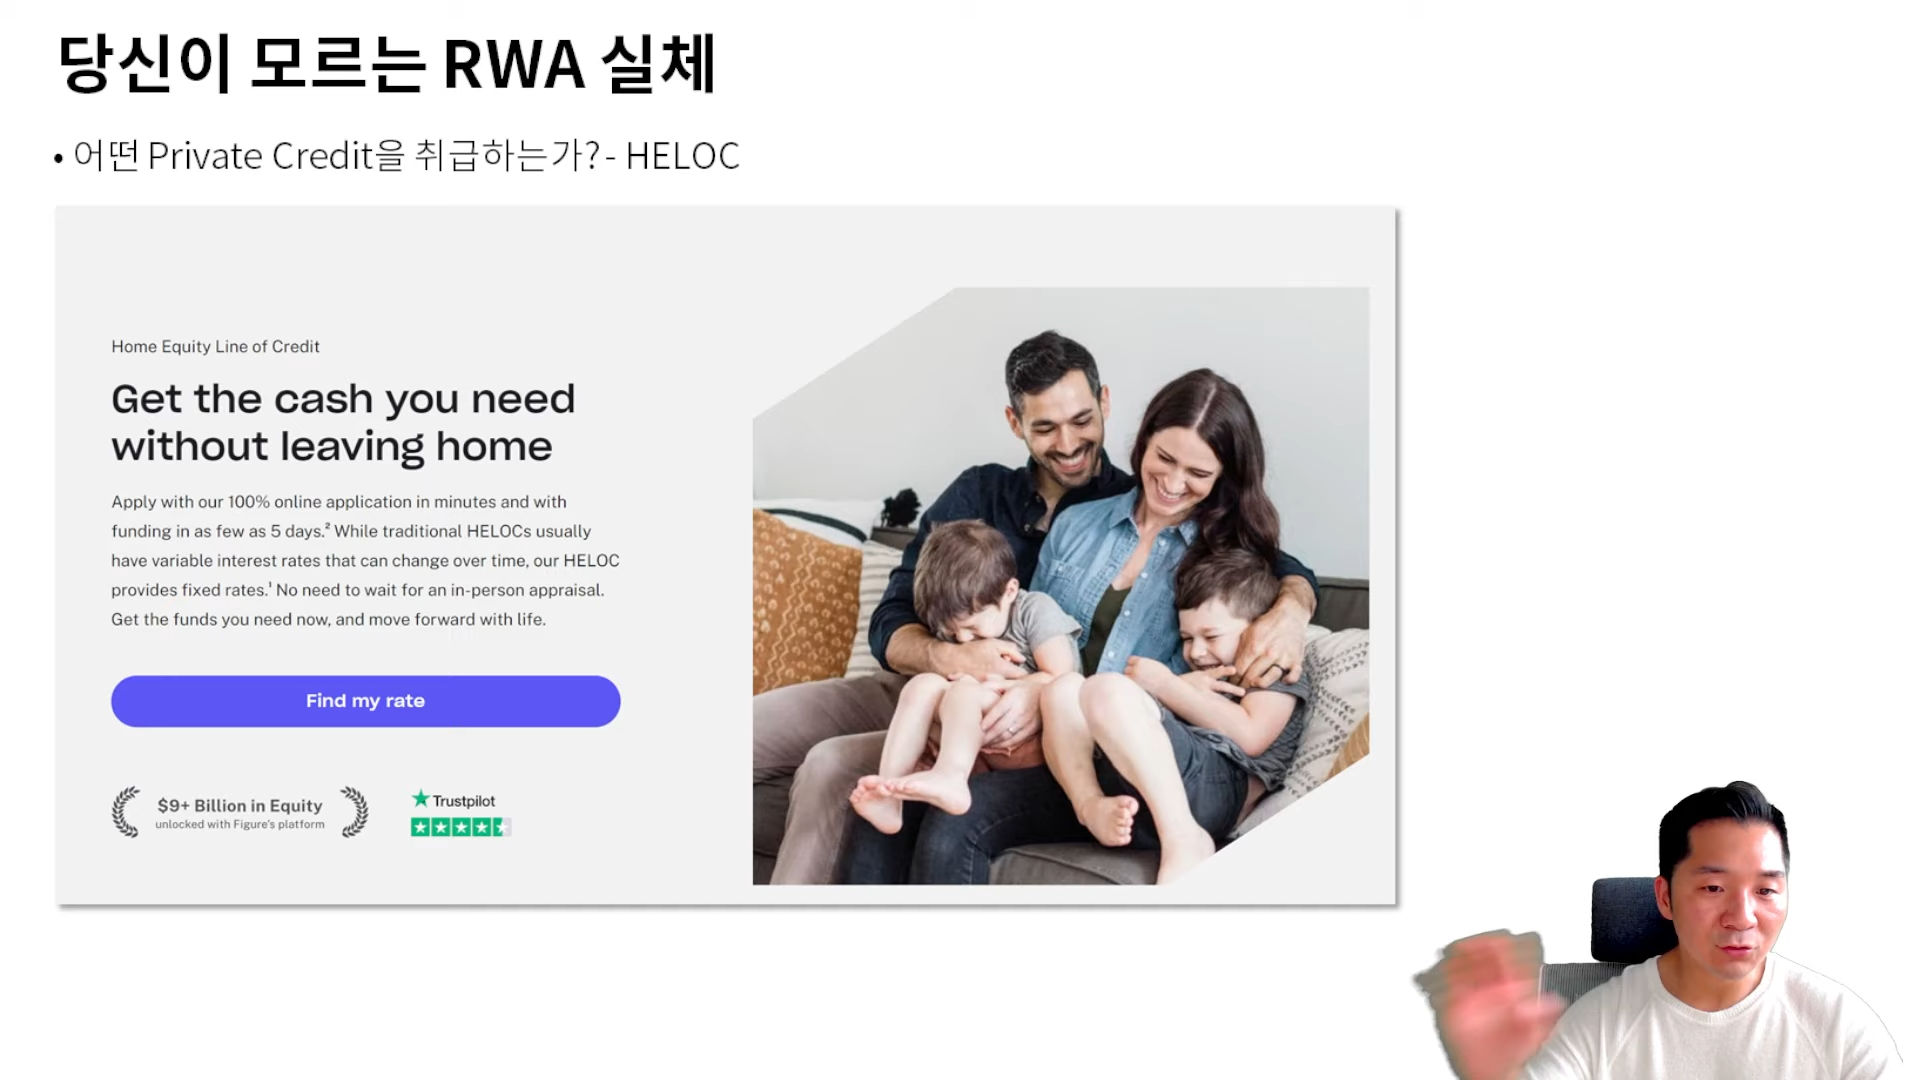 당신이 모르는 RWA 실체
• 어떤 Private Credit을 취급하는가? - HELOC
Home Equity Line of Credit
Get the cash you need
without leaving home
Apply with our 100% online application in minutes and with
funding in as few as 5 days.² While traditional HELOCs usually
have variable interest rates that can change over time, our HELOC
provides fixed rates.¹ No need to wait for an in-person appraisal.
Get the funds you need now, and move forward with life.
Find my rate
$9+ Billion in Equity
unlocked with Figure's platform
Trustpilot